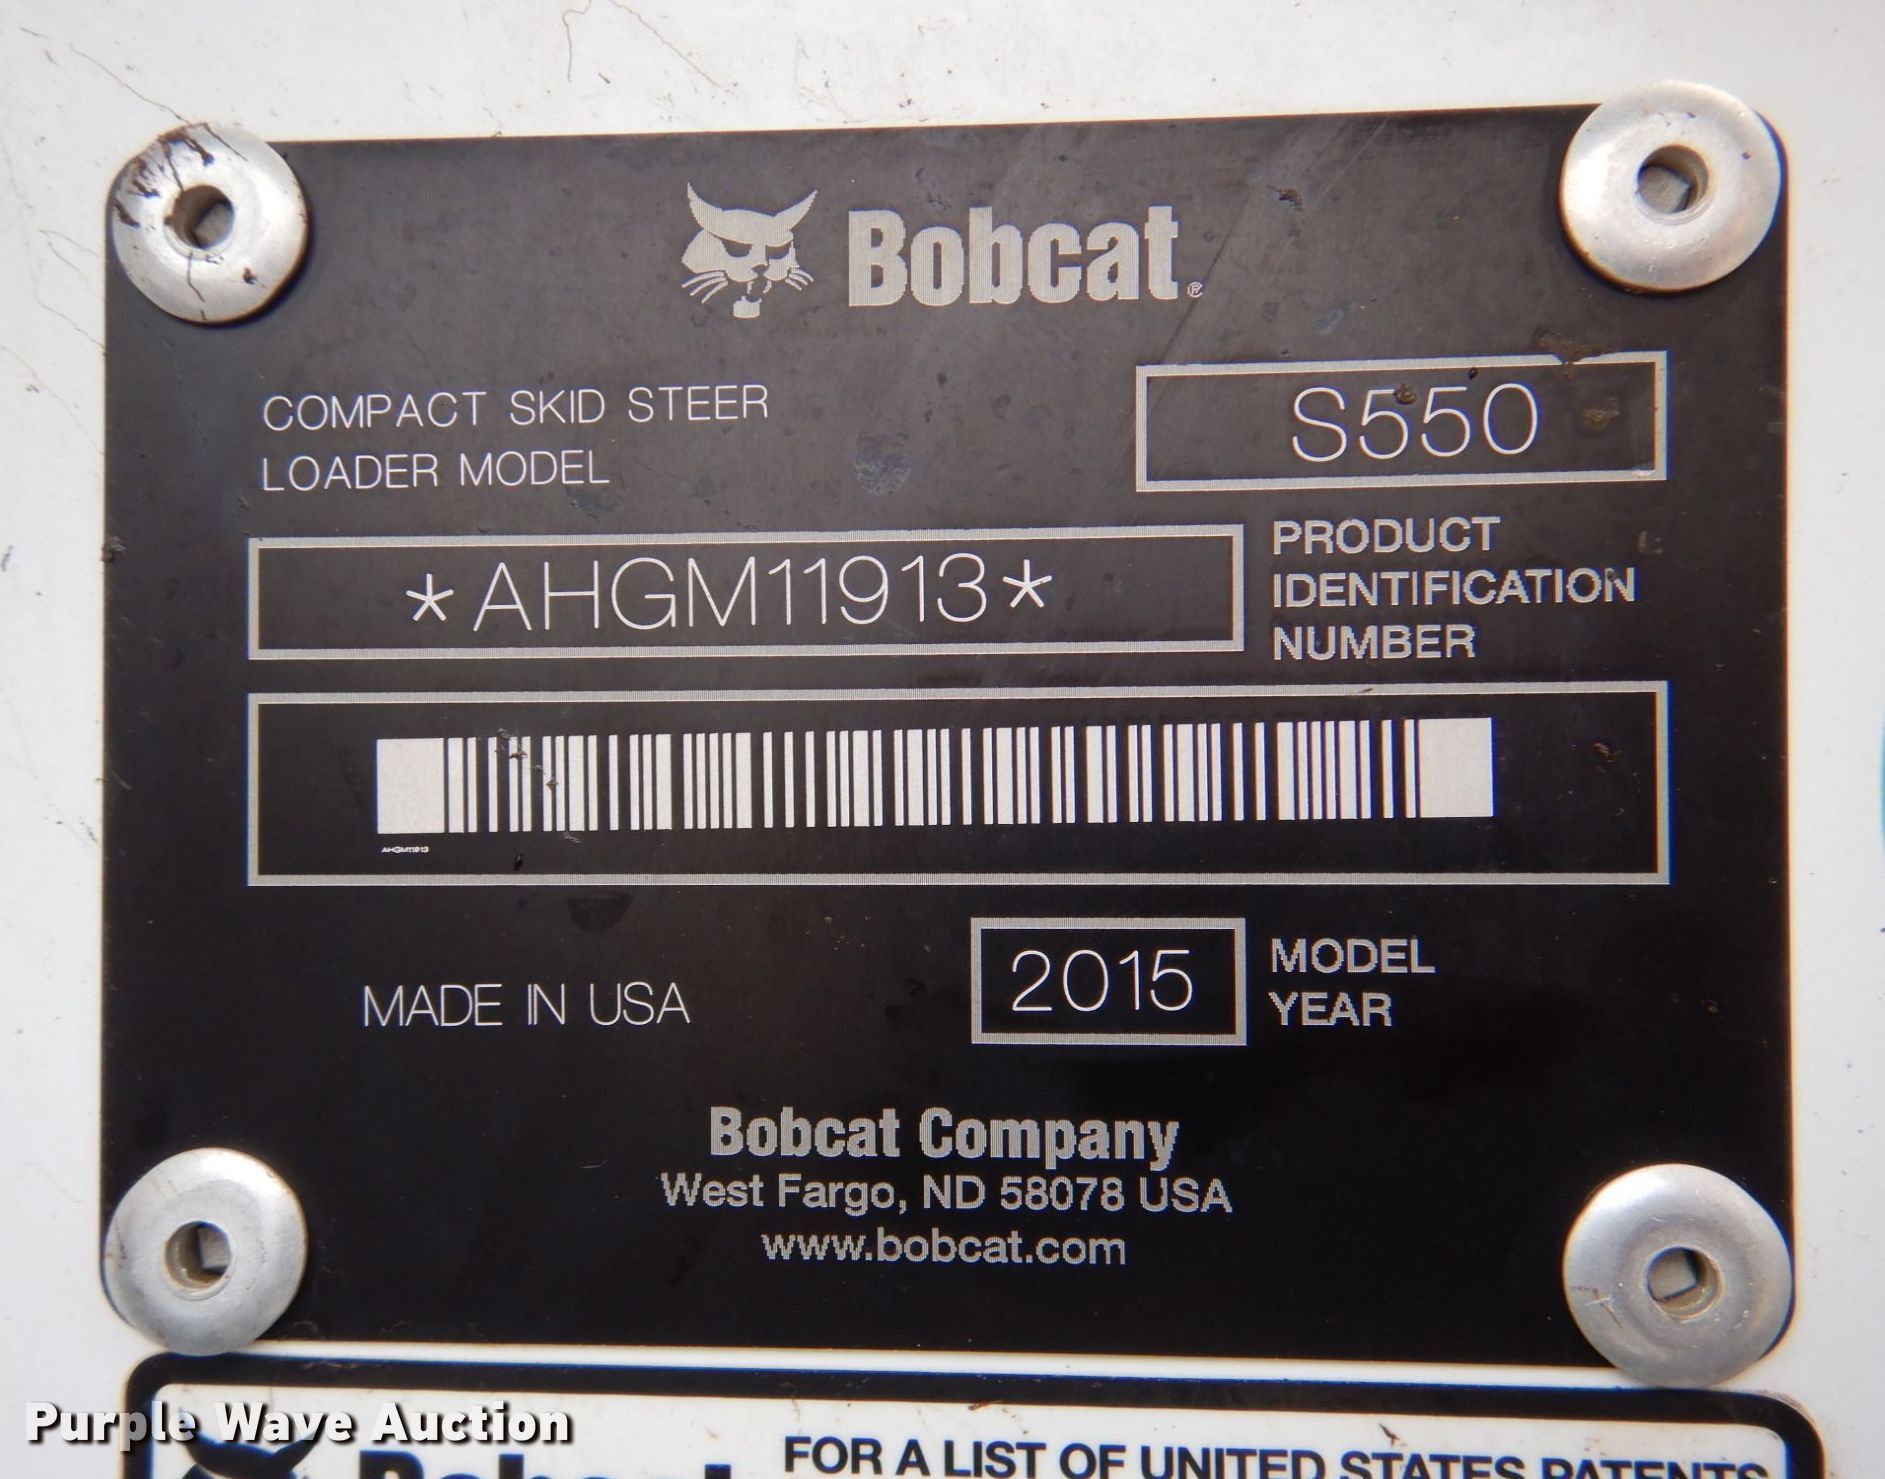 Bobcat®
COMPACT SKID STEER
LOADER MODEL
S550
*AHGM11913*
PRODUCT
IDENTIFICATION
NUMBER
AHGM11913
MADE IN USA
2015
MODEL
YEAR
Bobcat Company
West Fargo, ND 58078 USA
www.bobcat.com
Purple Wave Auction
Bobcat
FOR A LIST OF UNITED STATES PATENTS